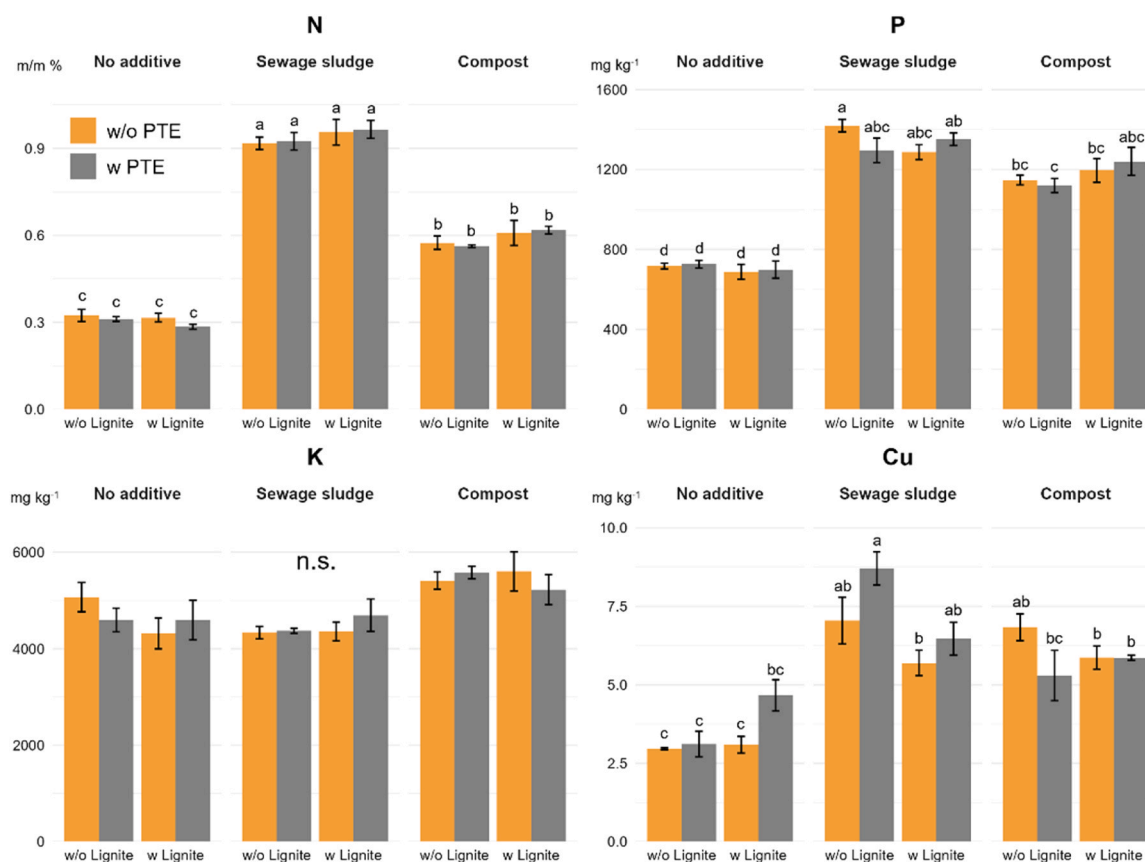 N
m/m %
No additive
Sewage sludge
Compost
0.9
0.6
0.3
0.0
w/o PTE
w PTE
c c c c
a a a a
b b b b
w/o Lignite w Lignite
w/o Lignite w Lignite
w/o Lignite w Lignite
P
mg kg⁻¹
No additive
Sewage sludge
Compost
1600
1200
800
400
0
d d d d
a abc abc ab
bc c bc abc
w/o Lignite w Lignite
w/o Lignite w Lignite
w/o Lignite w Lignite
K
mg kg⁻¹
No additive
Sewage sludge
Compost
6000
4000
2000
0
n.s.
w/o Lignite w Lignite
w/o Lignite w Lignite
w/o Lignite w Lignite
Cu
mg kg⁻¹
No additive
Sewage sludge
Compost
10.0
7.5
5.0
2.5
0.0
c c c bc
ab a b ab
ab bc b b
w/o Lignite w Lignite
w/o Lignite w Lignite
w/o Lignite w Lignite